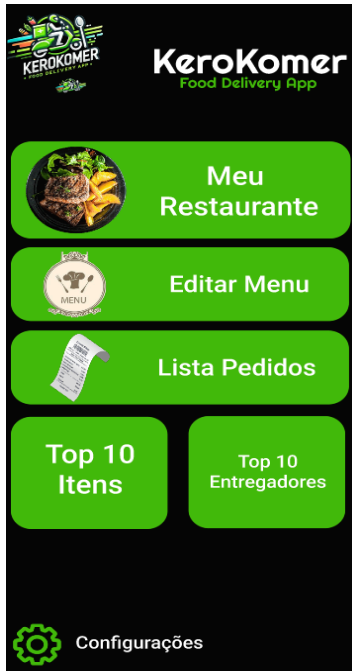 KEROKOMER
FOOD DELIVERY APP
KeroKomer
Food Delivery App
Meu
Restaurante
MENU
Editar Menu
Lista Pedidos
Top 10
Itens
Top 10
Entregadores
Configurações